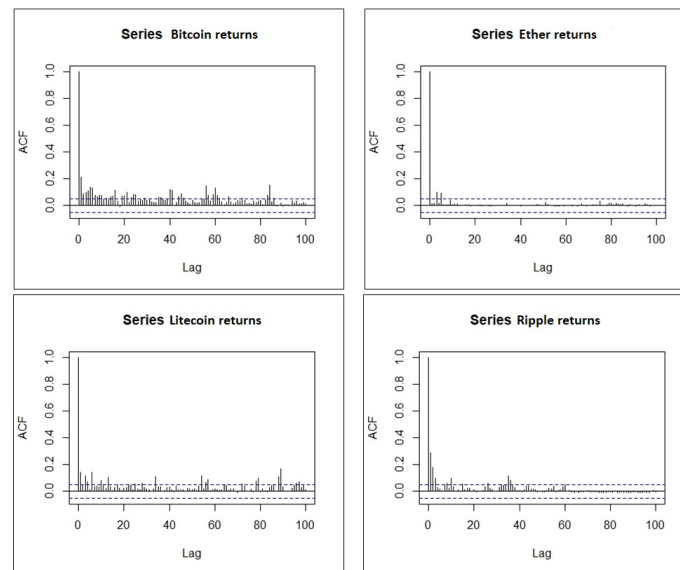 Series Bitcoin returns
ACF
0.0 0.2 0.4 0.6 0.8 1.0
0 20 40 60 80 100
Lag
Series Ether returns
ACF
0.0 0.2 0.4 0.6 0.8 1.0
0 20 40 60 80 100
Lag
Series Litecoin returns
ACF
0.0 0.2 0.4 0.6 0.8 1.0
0 20 40 60 80 100
Lag
Series Ripple returns
ACF
0.0 0.2 0.4 0.6 0.8 1.0
0 20 40 60 80 100
Lag